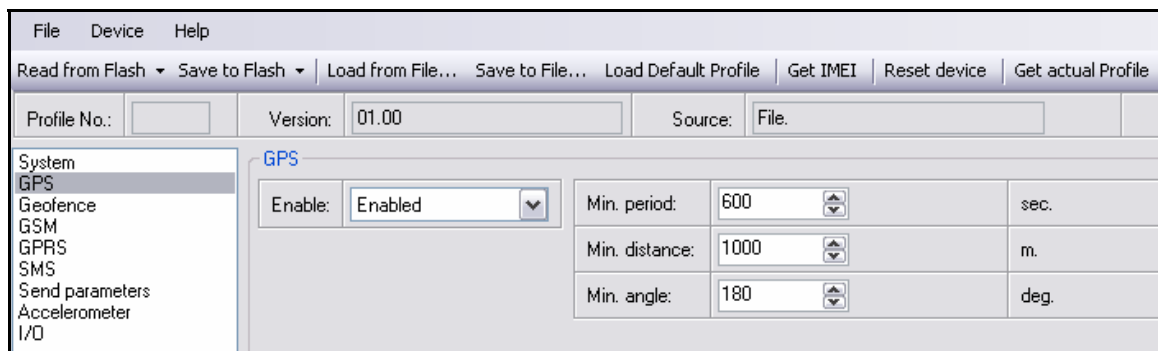 File Device Help
Read from Flash Save to Flash Load from File... Save to File... Load Default Profile Get IMEI Reset device Get actual Profile
Profile No.: Version: 01.00 Source: File.
System
GPS
Geofence
GSM
GPRS
SMS
Send parameters
Accelerometer
I/O
GPS
Enable: Enabled
Min. period: 600 sec.
Min. distance: 1000 m.
Min. angle: 180 deg.